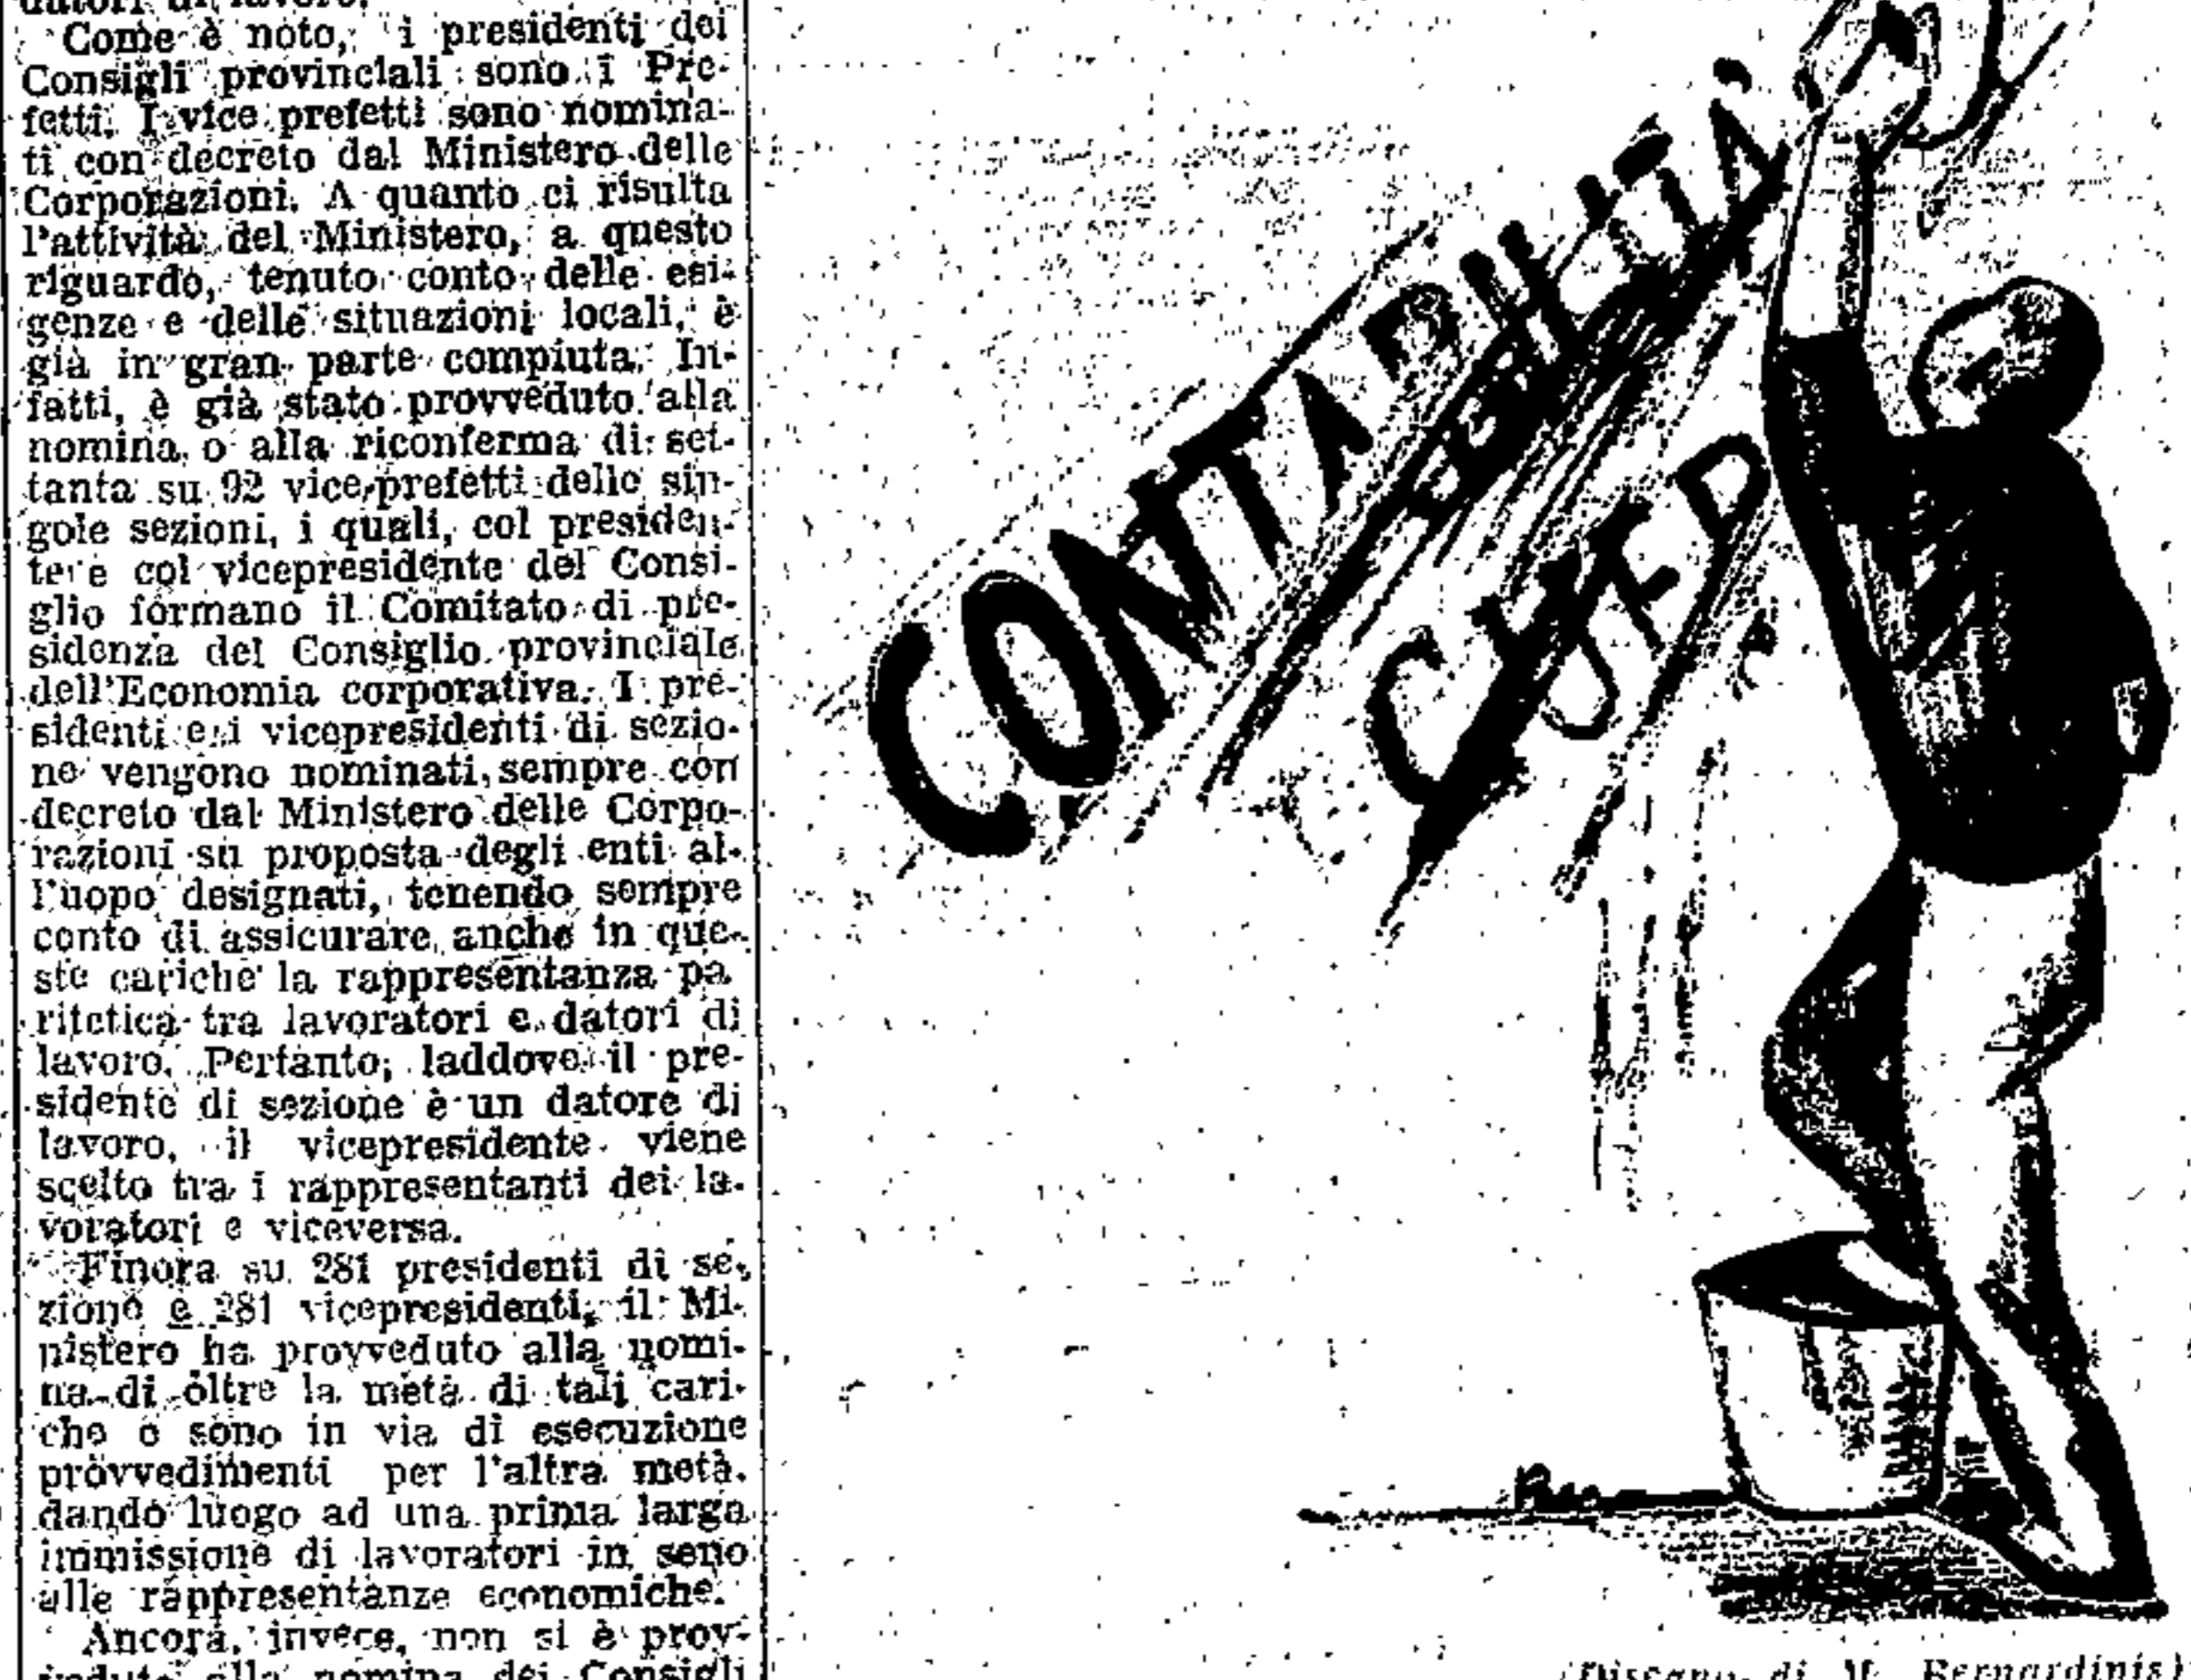 datori di lavoro.
Come è noto, i presidenti dei
Consigli provinciali sono i Pre-
fetti. I vice prefetti sono nomina-
ti con decreto dal Ministero delle
Corporazioni. A quanto ci risulta
l'attività del Ministero, a questo
riguardo, tenuto conto delle esi-
genze e delle situazioni locali, è
già in gran parte compiuta. In-
fatti, è già stato provveduto alla
nomina o alla riconferma di set-
tanta su 92 vice prefetti delle sin-
gole sezioni, i quali, col presiden-
te e col vicepresidente del Consi-
glio formano il Comitato di pre-
sidenza del Consiglio provinciale
dell'Economia corporativa. I pre-
sidenti e i vicepresidenti di sezio-
ne vengono nominati, sempre con
decreto dal Ministero delle Corpo-
razioni su proposta degli enti al-
l'uopo designati, tenendo sempre
conto di assicurare anche in que-
ste cariche la rappresentanza pa
ritetica tra lavoratori e datori di
lavoro. Pertanto, laddove il pre-
sidente di sezione è un datore di
lavoro, il vicepresidente viene
scelto tra i rappresentanti dei la-
voratori e viceversa.
Finora su 281 presidenti di se-
zione e 281 vicepresidenti, il Mi-
nistero ha provveduto alla nomi-
na di oltre la metà di tali cari-
che e sono in via di esecuzione
provvedimenti per l'altra metà.
dando luogo ad una prima larga
immissione di lavoratori in seno
alle rappresentanze economiche.
Ancora, invece, non si è prov-
veduto alla nomina dei Consigli
CONTABILITÀ
(Disegno di M. Bernardinis)